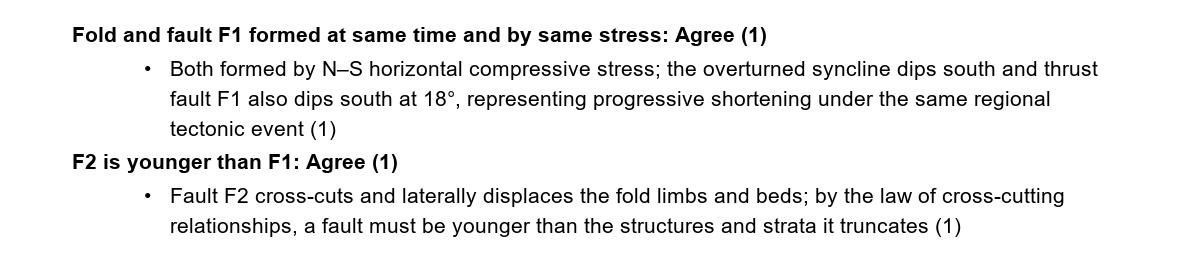 Fold and fault F1 formed at same time and by same stress: Agree (1)
• Both formed by N–S horizontal compressive stress; the overturned syncline dips south and thrust
fault F1 also dips south at 18°, representing progressive shortening under the same regional
tectonic event (1)
F2 is younger than F1: Agree (1)
• Fault F2 cross-cuts and laterally displaces the fold limbs and beds; by the law of cross-cutting
relationships, a fault must be younger than the structures and strata it truncates (1)